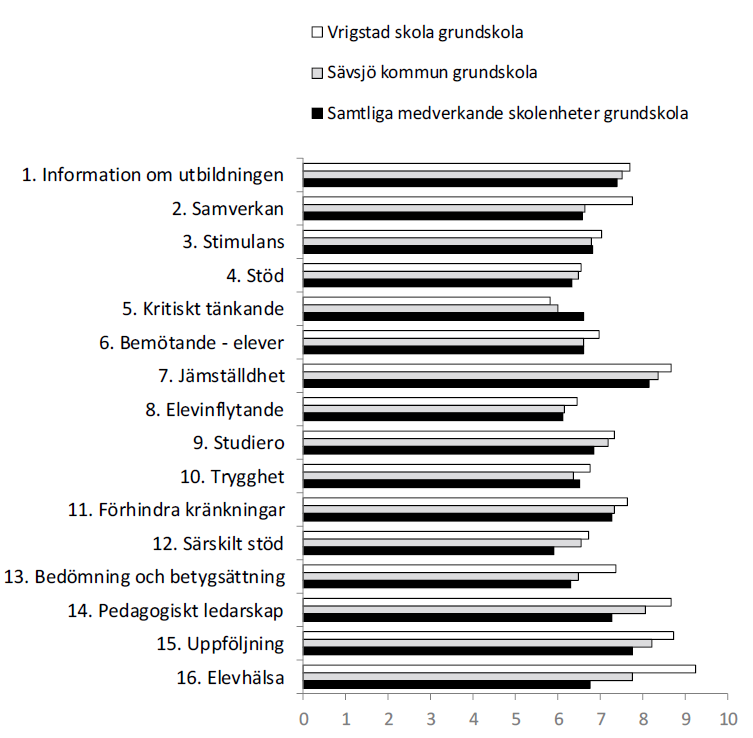 Vrigstad skola grundskola
Sävsjö kommun grundskola
Samtliga medverkande skolenheter grundskola
1. Information om utbildningen
2. Samverkan
3. Stimulans
4. Stöd
5. Kritiskt tänkande
6. Bemötande - elever
7. Jämställdhet
8. Elevinflytande
9. Studiero
10. Trygghet
11. Förhindra kränkningar
12. Särskilt stöd
13. Bedömning och betygsättning
14. Pedagogiskt ledarskap
15. Uppföljning
16. Elevhälsa
0 1 2 3 4 5 6 7 8 9 10